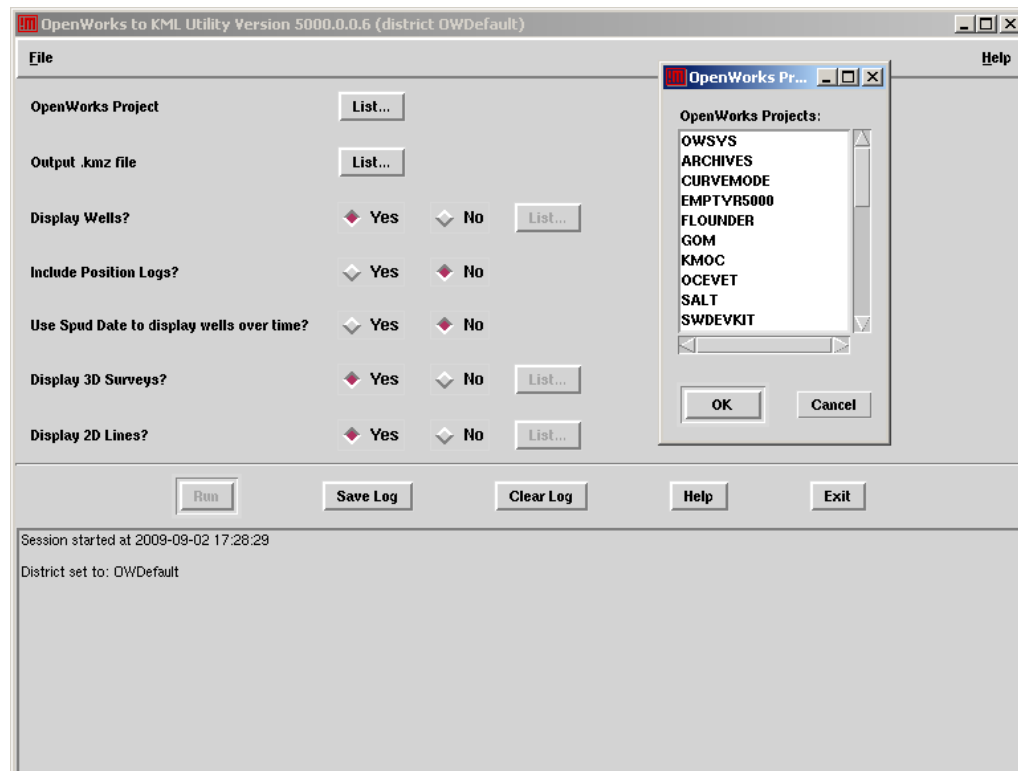 OpenWorks to KML Utility Version 5000.0.0.6 (district OWDefault)
File
Help
OpenWorks Project List...
Output .kmz file List...
Display Wells? Yes No List...
Include Position Logs? Yes No
Use Spud Date to display wells over time? Yes No
Display 3D Surveys? Yes No List...
Display 2D Lines? Yes No List...
OpenWorks Pr...
OpenWorks Projects:
OWSYS
ARCHIVES
CURVEMODE
EMPTYR5000
FLOUNDER
GOM
KMOC
OCEVET
SALT
SWDEVKIT
OK Cancel
Run Save Log Clear Log Help Exit
Session started at 2009-09-02 17:28:29
District set to: OWDefault